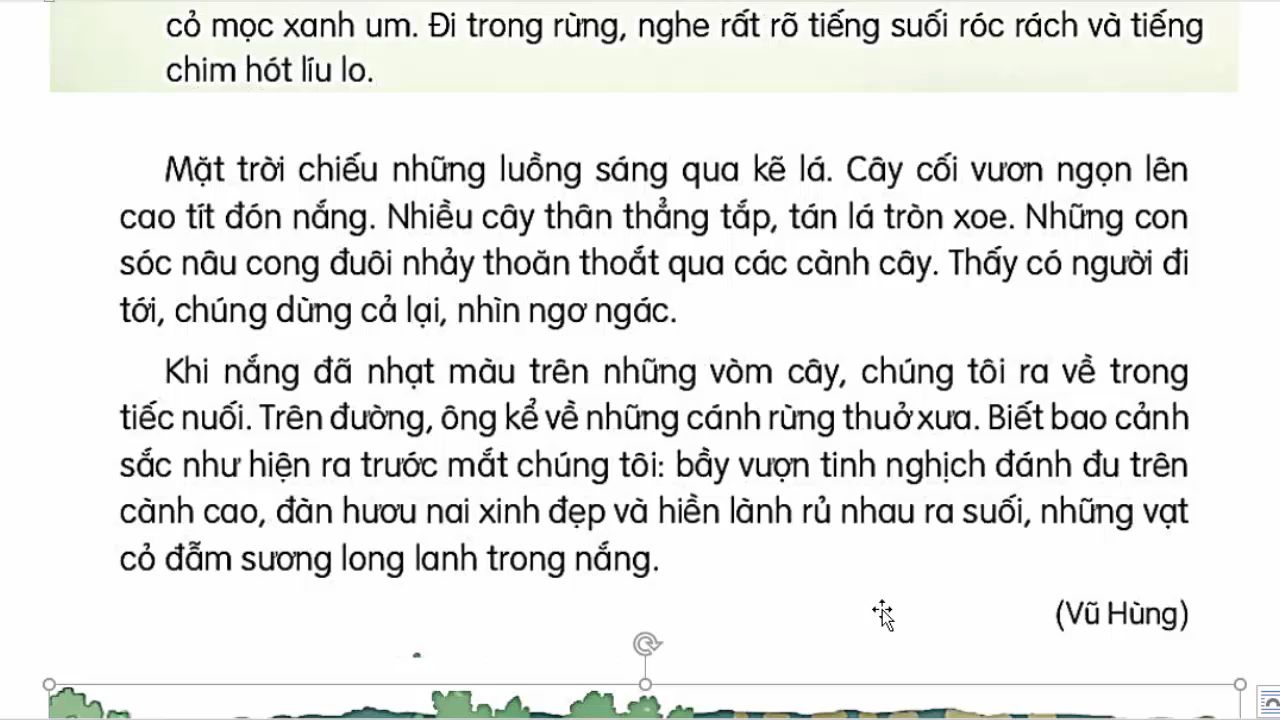 cỏ mọc xanh um. Đi trong rừng, nghe rất rõ tiếng suối róc rách và tiếng
chim hót líu lo.
Mặt trời chiếu những luồng sáng qua kẽ lá. Cây cối vươn ngọn lên
cao tít đón nắng. Nhiều cây thân thẳng tắp, tán lá tròn xoe. Những con
sóc nâu cong đuôi nhảy thoăn thoắt qua các cành cây. Thấy có người đi
tới, chúng dừng cả lại, nhìn ngơ ngác.
Khi nắng đã nhạt màu trên những vòm cây, chúng tôi ra về trong
tiếc nuối. Trên đường, ông kể về những cánh rừng thuở xưa. Biết bao cảnh
sắc như hiện ra trước mắt chúng tôi: bầy vượn tinh nghịch đánh đu trên
cành cao, đàn hươu nai xinh đẹp và hiền lành rủ nhau ra suối, những vạt
cỏ đẫm sương long lanh trong nắng.
(Vũ Hùng)